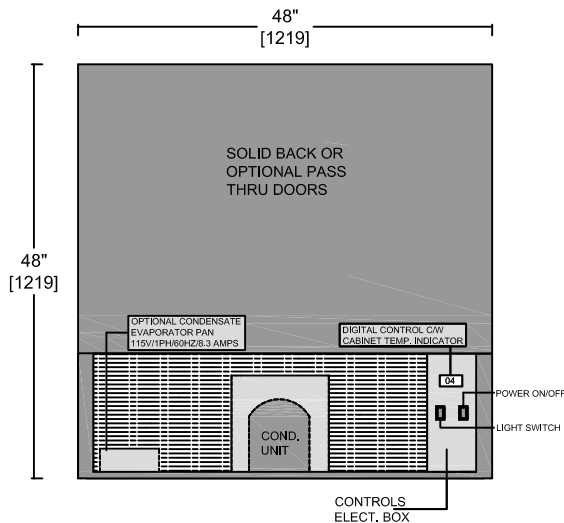 48"
[1219]
48"
[1219]
SOLID BACK OR
OPTIONAL PASS
THRU DOORS
OPTIONAL CONDENSATE
EVAPORATOR PAN
115V/1PH/60HZ/8.3 AMPS
DIGITAL CONTROL C/W
CABINET TEMP. INDICATOR
04
POWER ON/OFF
LIGHT SWITCH
COND.
UNIT
CONTROLS
ELECT. BOX